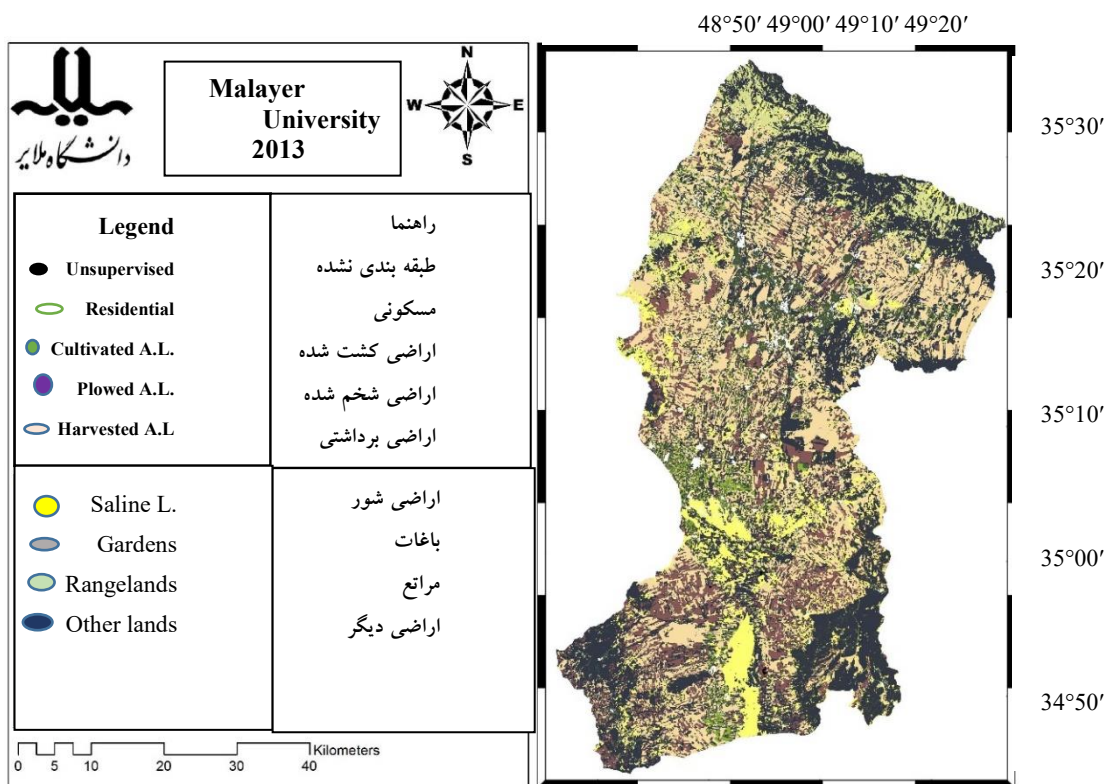 دانشگاه ملایر
Malayer
University
2013
N
W E
S
Legend راهنما
Unsupervised طبقه بندی نشده
Residential مسکونی
Cultivated A.L. اراضی کشت شده
Plowed A.L. اراضی شخم شده
Harvested A.L اراضی برداشتی
Saline L. اراضی شور
Gardens باغات
Rangelands مراتع
Other lands اراضی دیگر
Kilometers
0 5 10 20 30 40
48°50′ 49°00′ 49°10′ 49°20′
35°30′
35°20′
35°10′
35°00′
34°50′